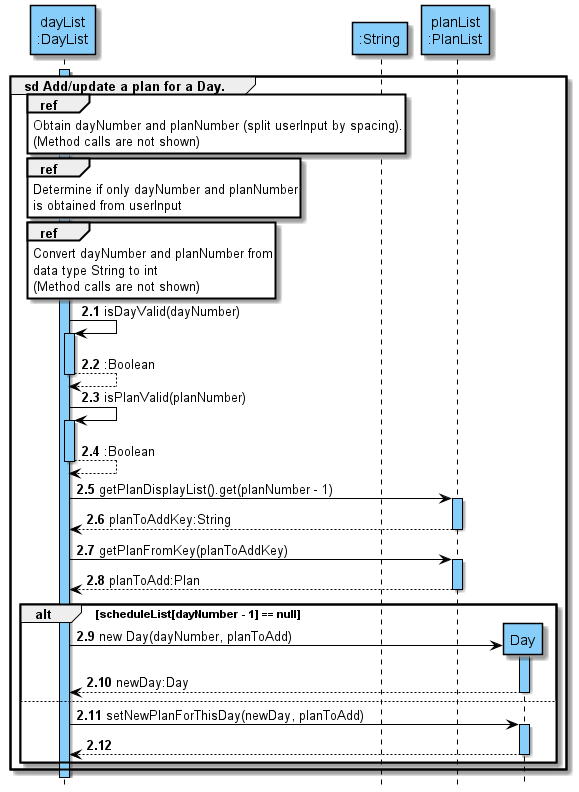 dayList
:DayList
:String
planList
:PlanList
sd Add/update a plan for a Day.
ref
Obtain dayNumber and planNumber (split userInput by spacing).
(Method calls are not shown)
ref
Determine if only dayNumber and planNumber
is obtained from userInput
ref
Convert dayNumber and planNumber from
data type String to int
(Method calls are not shown)
2.1 isDayValid(dayNumber)
2.2 :Boolean
2.3 isPlanValid(planNumber)
2.4 :Boolean
2.5 getPlanDisplayList().get(planNumber - 1)
2.6 planToAddKey:String
2.7 getPlanFromKey(planToAddKey)
2.8 planToAdd:Plan
alt [scheduleList[dayNumber - 1] == null]
2.9 new Day(dayNumber, planToAdd)
Day
2.10 newDay:Day
2.11 setNewPlanForThisDay(newDay, planToAdd)
2.12